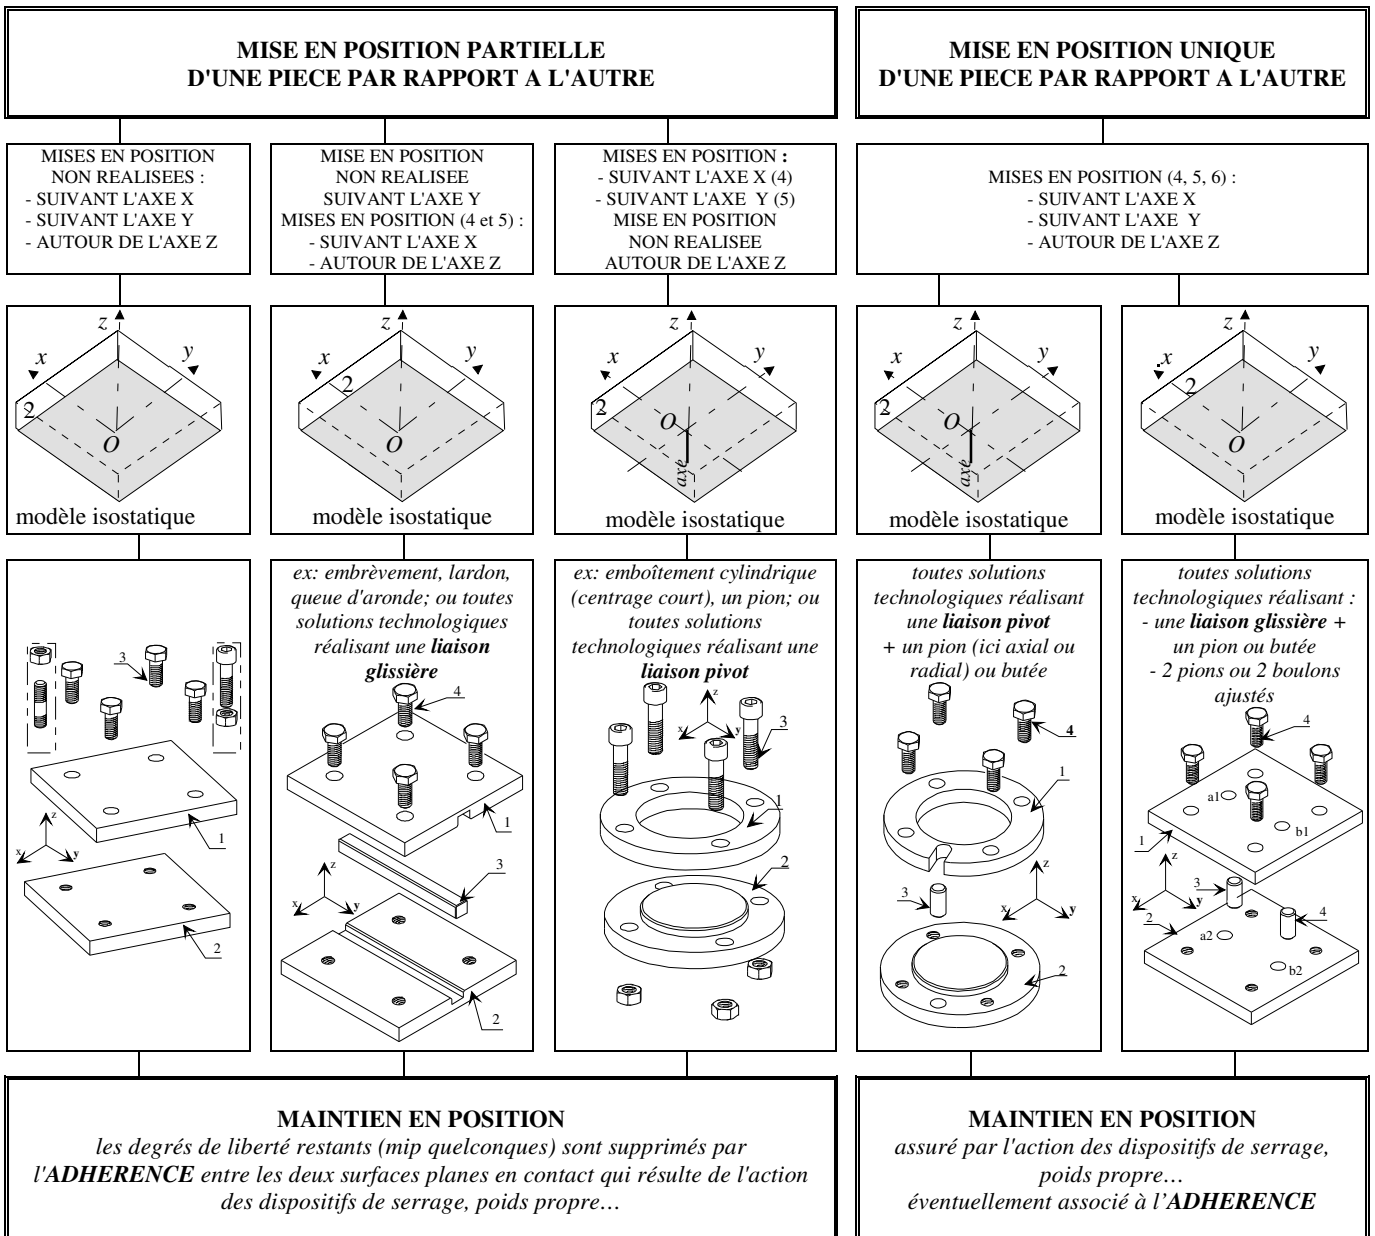 MISE EN POSITION PARTIELLE
D'UNE PIECE PAR RAPPORT A L'AUTRE
MISE EN POSITION UNIQUE
D'UNE PIECE PAR RAPPORT A L'AUTRE
MISES EN POSITION
NON REALISEES :
- SUIVANT L'AXE X
- SUIVANT L'AXE Y
- AUTOUR DE L'AXE Z
MISE EN POSITION
NON REALISEE
SUIVANT L'AXE Y
MISES EN POSITION (4 et 5) :
- SUIVANT L'AXE X
- AUTOUR DE L'AXE Z
MISES EN POSITION :
- SUIVANT L'AXE X (4)
- SUIVANT L'AXE Y (5)
MISE EN POSITION
NON REALISEE
AUTOUR DE L'AXE Z
MISES EN POSITION (4, 5, 6) :
- SUIVANT L'AXE X
- SUIVANT L'AXE Y
- AUTOUR DE L'AXE Z
z
x
y
2
O
modèle isostatique
z
x
y
2
O
modèle isostatique
z
x
y
2
O
axe
modèle isostatique
z
x
y
2
O
axe
modèle isostatique
z
x
y
2
O
modèle isostatique
3
z
x
y
1
2
ex: embrèvement, lardon,
queue d'aronde; ou toutes
solutions technologiques
réalisant une liaison
glissière
4
1
3
z
x
y
2
ex: emboîtement cylindrique
(centrage court), un pion; ou
toutes solutions
technologiques réalisant une
liaison pivot
z
x
y
3
1
2
toutes solutions
technologiques réalisant
une liaison pivot
+ un pion (ici axial ou
radial) ou butée
4
1
3
z
x
y
2
toutes solutions
technologiques réalisant :
- une liaison glissière +
un pion ou butée
- 2 pions ou 2 boulons
ajustés
4
a1
b1
1
z
x
y
3
2
4
a2
b2
MAINTIEN EN POSITION
les degrés de liberté restants (mip quelconques) sont supprimés par
l'ADHERENCE entre les deux surfaces planes en contact qui résulte de l'action
des dispositifs de serrage, poids propre…
MAINTIEN EN POSITION
assuré par l'action des dispositifs de serrage,
poids propre…
éventuellement associé à l'ADHERENCE